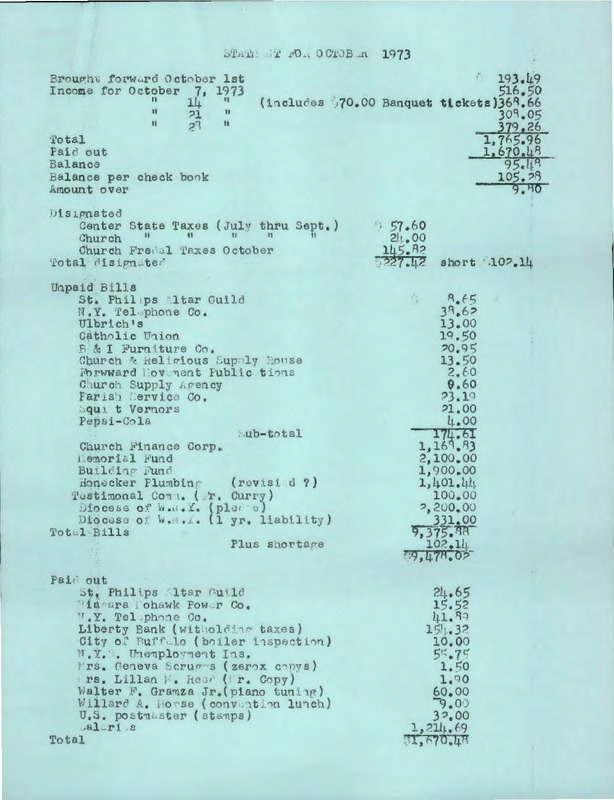 STATEMENT FOR OCTOBER 1973
Brought forward October 1st $ 193.49
Income for October 7, 1973 516.50
" 14 " (includes $70.00 Banquet tickets)368.66
" 21 " 308.05
" 28 " 379.26
Total 1,765.96
Paid out 1,670.48
Balance 95.48
Balance per check book 105.28
Amount over 9.80
Disignated
Center State Taxes (July thru Sept.) $ 57.60
Church " " " " 24.00
Church Fredal Taxes October 145.82
Total disignated $227.42 short $102.14
Unpaid Bills
St. Philips Altar Guild $ 8.65
N.Y. Telephone Co. 38.62
Ulbrich's 13.00
Catholic Union 19.50
B & I Furniture Co. 20.95
Church & Religious Supply House 13.50
Forwward Movement Publications 2.60
Church Supply Agency 9.60
Parish Service Co. 23.19
Squirt Vernors 21.00
Pepsi-Cola 4.00
Sub-total 174.61
Church Finance Corp. 1,168.83
Memorial Fund 2,100.00
Building Fund 1,900.00
Honecker Plumbing (revised ?) 1,401.44
Testimonal Comm. (Fr. Curry) 100.00
Diocese of W.N.Y. (pledge) 2,200.00
Diocese of W.N.Y. (1 yr. liability) 331.00
Total Bills 9,375.88
Plus shortage 102.14
$9,478.02
Paid out
St. Philips Altar Guild 24.65
Niagara Mohawk Power Co. 15.52
N.Y. Telephone Co. 41.89
Liberty Bank (witholding taxes) 154.32
City of Buffalo (boiler inspection) 10.00
N.Y.S. Unemployment Ins. 55.75
Mrs. Geneva Scruggs (zerox copys) 1.50
Mrs. Lillan Reed Copy) 1.90
Walter F. Gramza Jr.(piano tuning) 60.00
Willard A. Morse (convention lunch) 9.00
U.S. postmaster (stamps)
Salaries 1,214.69
Total $1,670.48